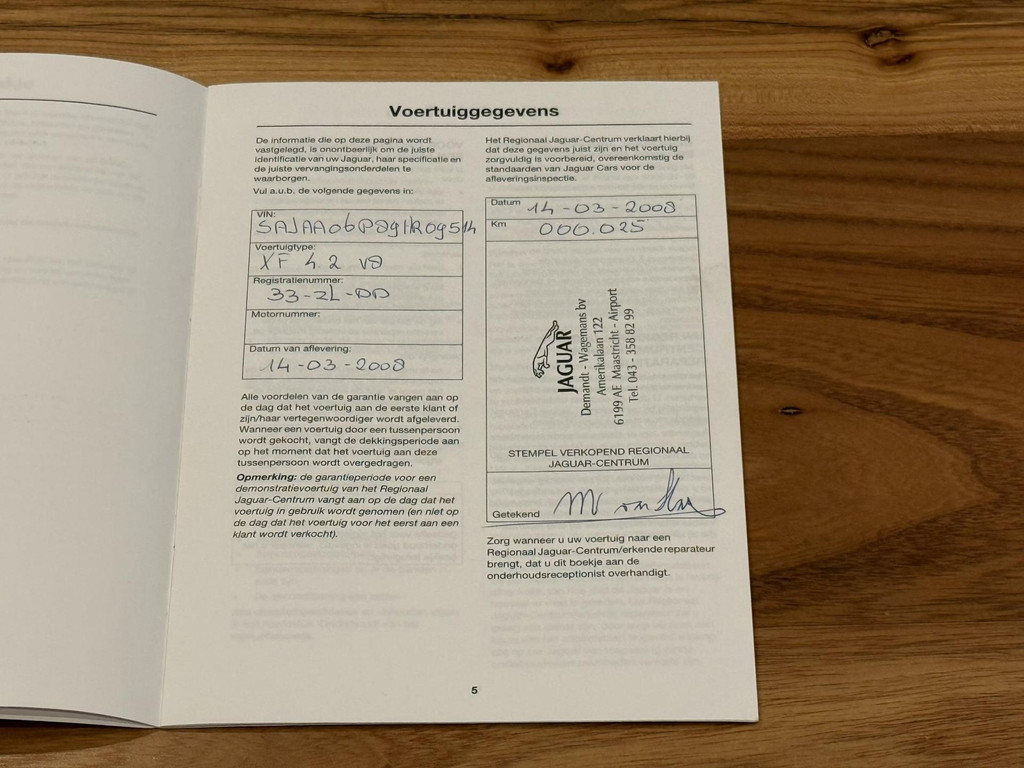 Voertuiggegevens
De informatie die op deze pagina wordt
vastgelegd, is onontbeerlijk om de juiste
identificatie van uw Jaguar, haar specificatie en
de juiste vervangingsonderdelen te
waarborgen.
Vul a.u.b. de volgende gegevens in:
VIN:
SAJAA06P89HR09514
Voertuigtype:
XF 4.2 V8
Registratienummer:
33-ZL-DD
Motornummer:
Datum van aflevering:
14-03-2008
Alle voordelen van de garantie vangen aan op
de dag dat het voertuig aan de eerste klant of
zijn/haar vertegenwoordiger wordt afgeleverd.
Wanneer een voertuig door een tussenpersoon
wordt gekocht, vangt de dekkingsperiode aan
op het moment dat het voertuig aan deze
tussenpersoon wordt overgedragen.
Opmerking: de garantieperiode voor een
demonstratievoertuig van het Regionaal
Jaguar-Centrum vangt aan op de dag dat het
voertuig in gebruik wordt genomen (en niet op
de dag dat het voertuig voor het eerst aan een
klant wordt verkocht).
Het Regionaal Jaguar-Centrum verklaart hierbij
dat deze gegevens juist zijn en het voertuig
zorgvuldig is voorbereid, overeenkomstig de
standaarden van Jaguar Cars voor de
afleveringsinspectie.
Datum 14-03-2008
Km 000.025
JAGUAR
Demandt - Wagemans bv
Amerikalaan 122
6199 AE Maastricht - Airport
Tel. 043 - 358 82 99
STEMPEL VERKOPEND REGIONAAL
JAGUAR-CENTRUM
Getekend
Zorg wanneer u uw voertuig naar een
Regionaal Jaguar-Centrum/erkende reparateur
brengt, dat u dit boekje aan de
onderhoudsreceptionist overhandigt.
5